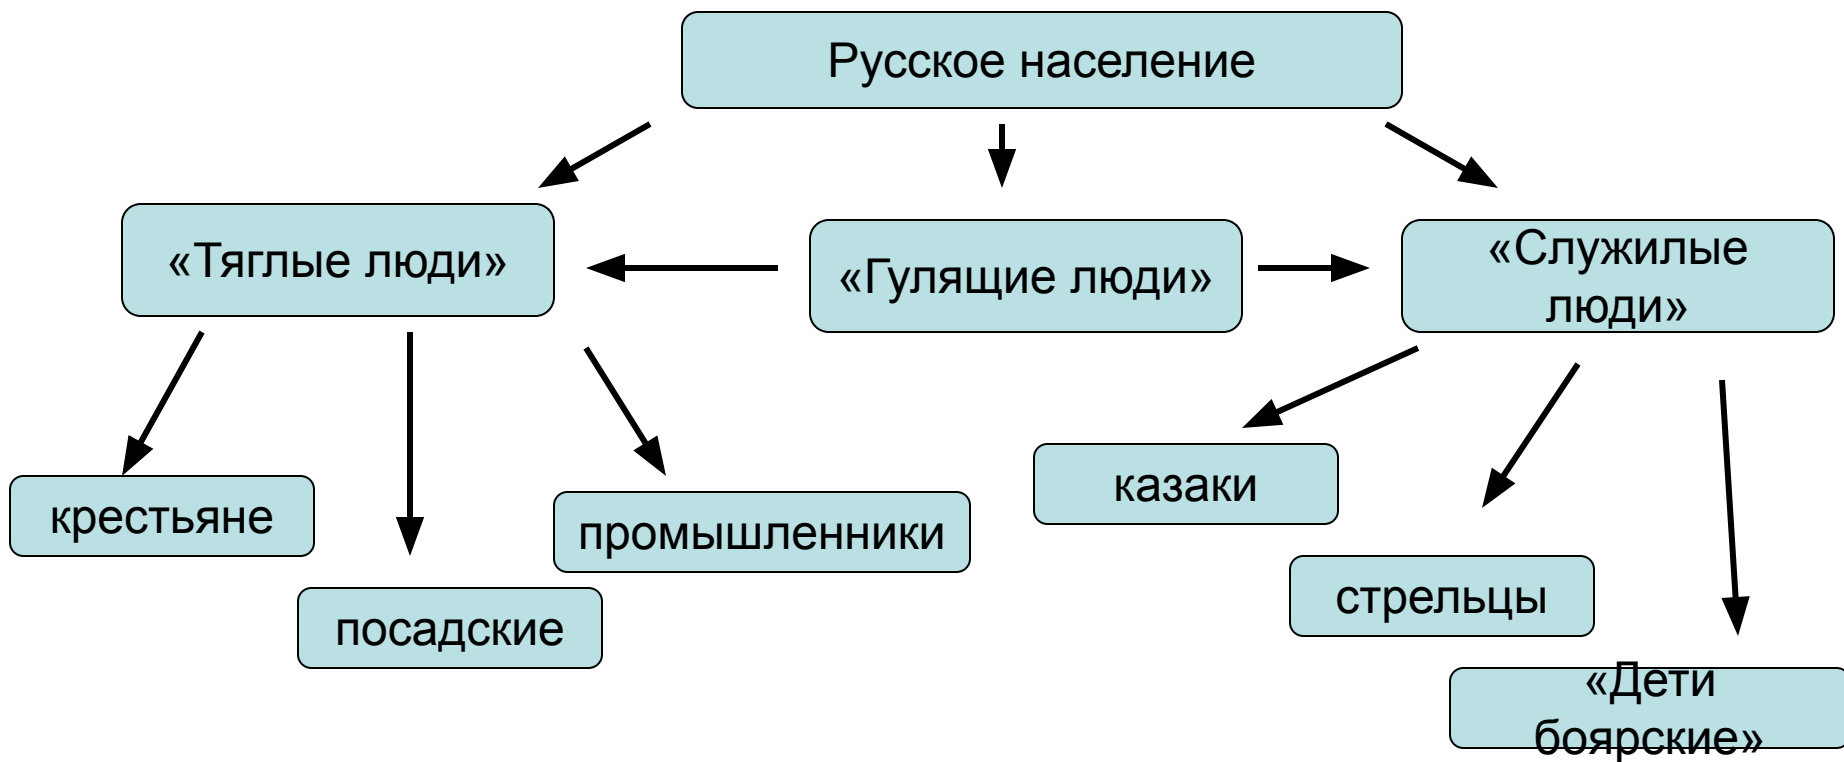 Русское население
«Тяглые люди»
«Гулящие люди»
«Служилые
люди»
крестьяне
посадские
промышленники
казаки
стрельцы
«Дети
боярские»